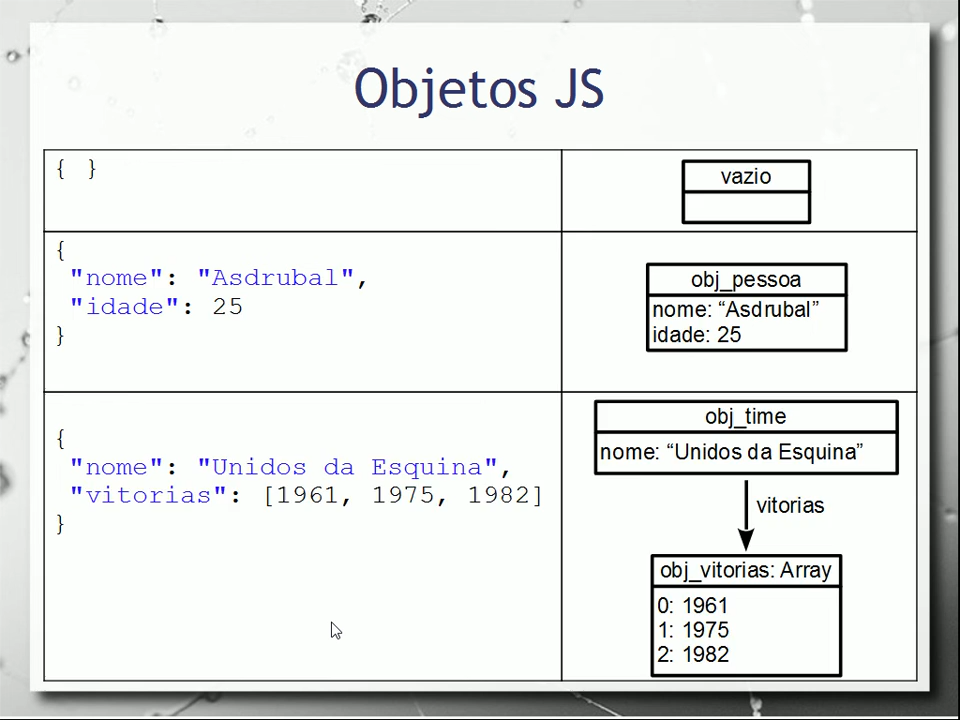 Objetos JS
{ }
vazio
{
"nome": "Asdrubal",
"idade": 25
}
obj_pessoa
nome: “Asdrubal”
idade: 25
{
"nome": "Unidos da Esquina",
"vitorias": [1961, 1975, 1982]
}
obj_time
nome: “Unidos da Esquina”
vitorias
obj_vitorias: Array
0: 1961
1: 1975
2: 1982